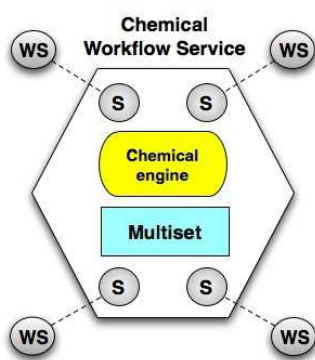 Chemical
Workflow Service
WS
WS
S
S
Chemical
engine
Multiset
S
S
WS
WS